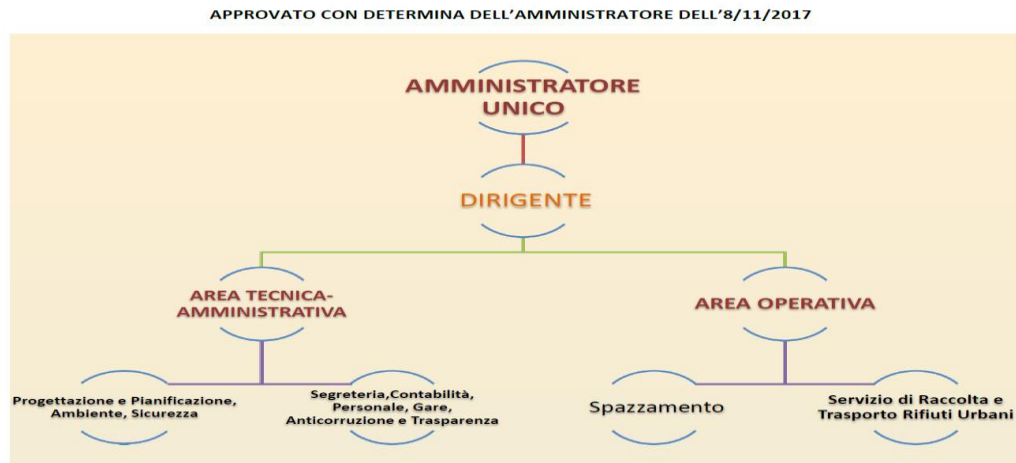 APPROVATO CON DETERMINA DELL'AMMINISTRATORE DELL'8/11/2017
AMMINISTRATORE
UNICO
DIRIGENTE
AREA TECNICA-
AMMINISTRATIVA
AREA OPERATIVA
Progettazione e Pianificazione,
Ambiente, Sicurezza
Segreteria,Contabilità,
Personale, Gare,
Anticorruzione e Trasparenza
Spazzamento
Servizio di Raccolta e
Trasporto Rifiuti Urbani